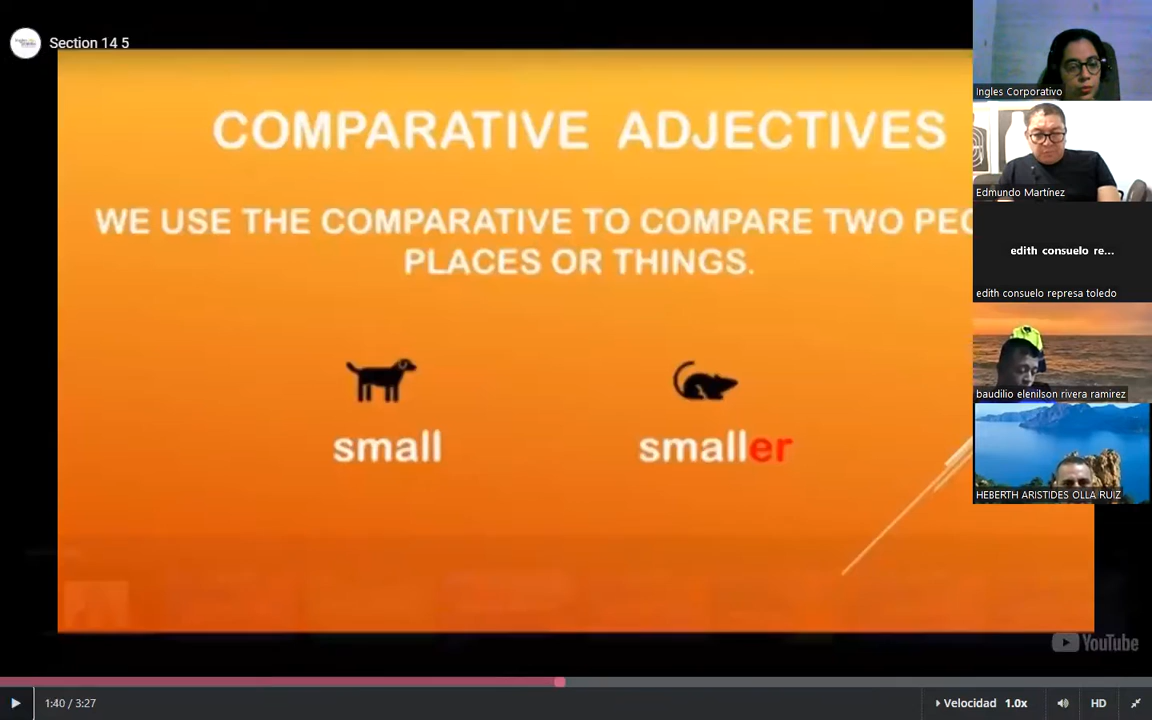 Section 14 5
COMPARATIVE ADJECTIVES
WE USE THE COMPARATIVE TO COMPARE TWO
PLACES OR THINGS.
small
smaller
Ingles Corporativo
Edmundo Martínez
edith consuelo re...
edith consuelo represa toledo
baudilio elenilson rivera ramirez
HEBERTH ARISTIDES OLLA RUIZ
YouTube
1:40 / 3:27
Velocidad 1.0x
HD